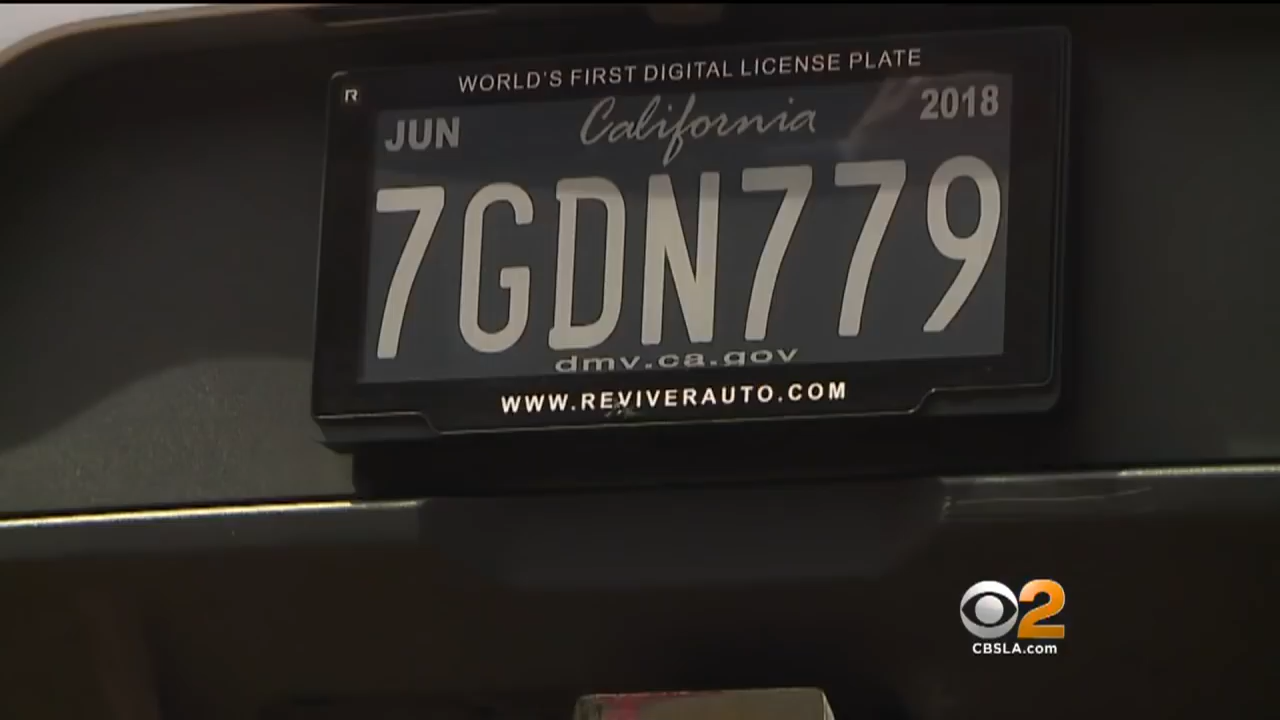 WORLD'S FIRST DIGITAL LICENSE PLATE
R
JUN California 2018
7GDN779
dmv.ca.gov
WWW.REVIVERAUTO.COM
2
CBSLA.com